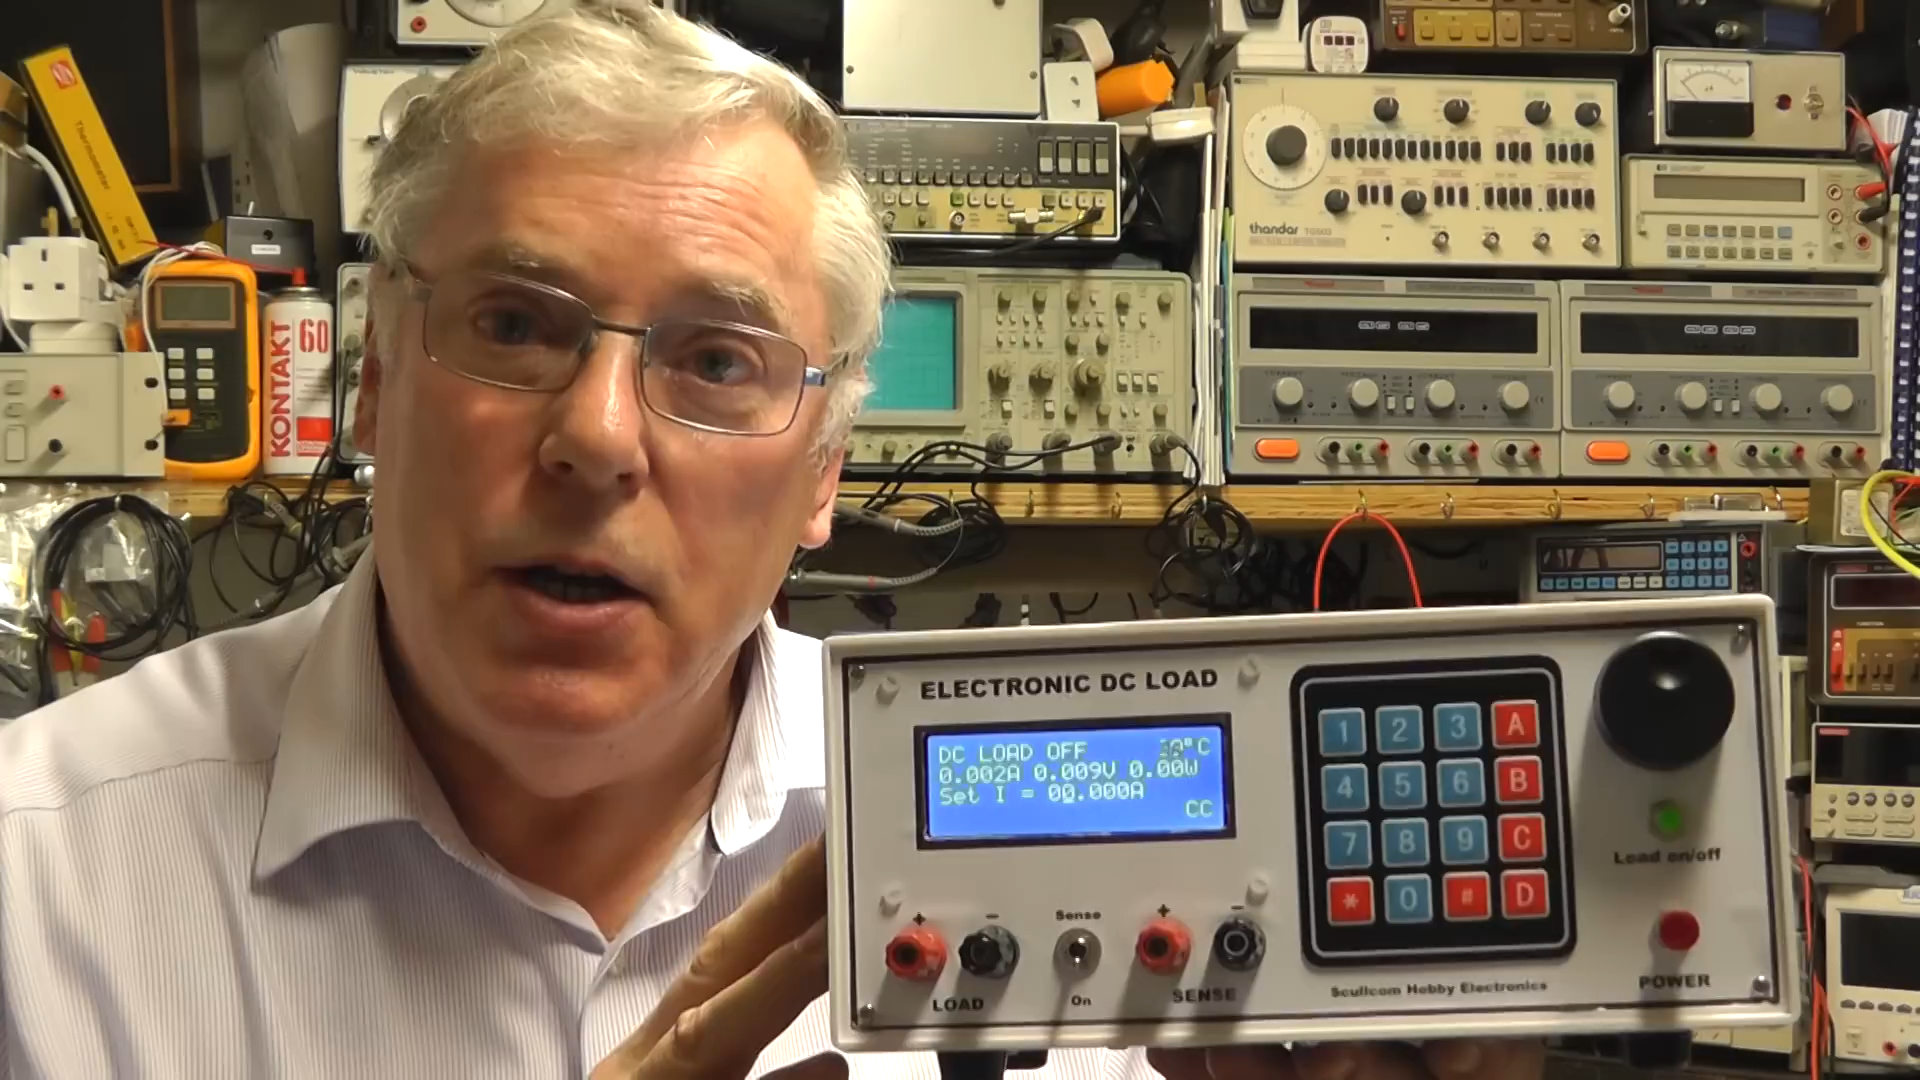 Thermometer
KONTAKT
60
thandar TG503
ELECTRONIC DC LOAD
DC LOAD OFF °C
0.002A 0.009V 0.00W
Set I = 00.000A
CC
1 2 3 A
4 5 6 B
7 8 9 C
* 0 # D
Load on/off
POWER
+ -
Sense
+ -
LOAD
On
SENSE
Scullcom Hobby Electronics